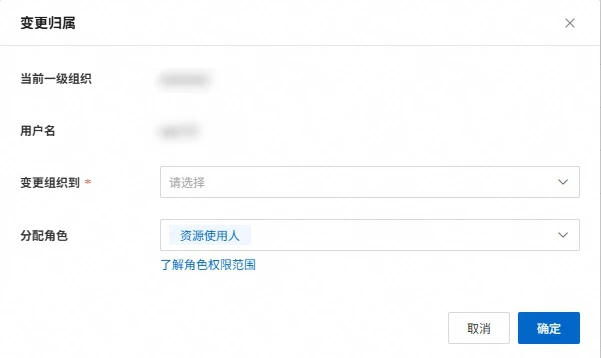 变更归属
当前一级组织
用户名
变更组织到 *
请选择
分配角色
资源使用人
了解角色权限范围
取消
确定